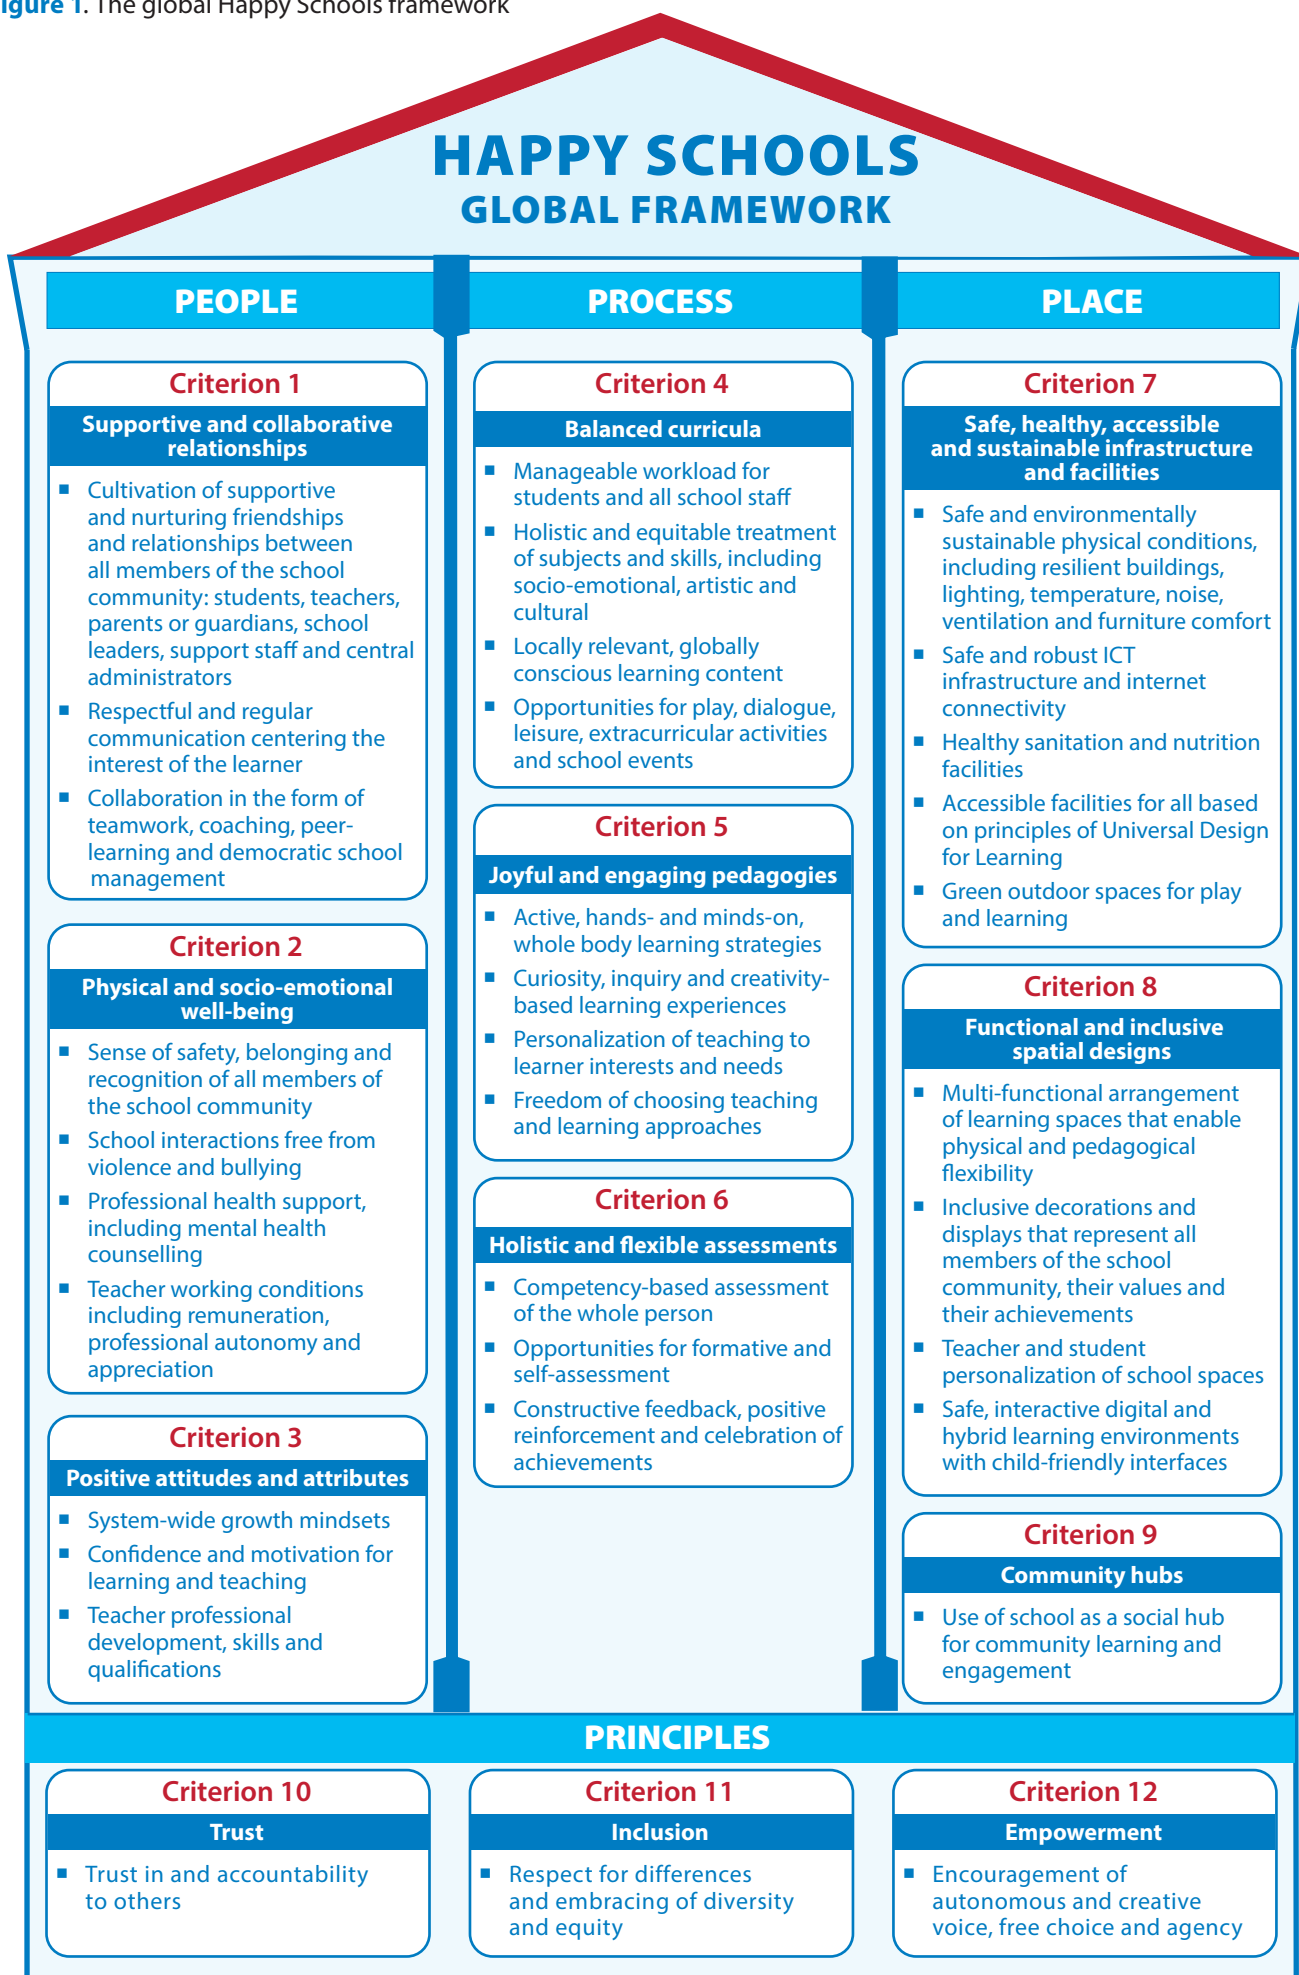 igure 1. The global Happy Schools framework
HAPPY SCHOOLS
GLOBAL FRAMEWORK
PEOPLE
Criterion 1
Supportive and collaborative
relationships
▪ Cultivation of supportive
and nurturing friendships
and relationships between
all members of the school
community: students, teachers,
parents or guardians, school
leaders, support staff and central
administrators
▪ Respectful and regular
communication centering the
interest of the learner
▪ Collaboration in the form of
teamwork, coaching, peer-
learning and democratic school
management
Criterion 2
Physical and socio-emotional
well-being
▪ Sense of safety, belonging and
recognition of all members of
the school community
▪ School interactions free from
violence and bullying
▪ Professional health support,
including mental health
counselling
▪ Teacher working conditions
including remuneration,
professional autonomy and
appreciation
Criterion 3
Positive attitudes and attributes
▪ System-wide growth mindsets
▪ Confidence and motivation for
learning and teaching
▪ Teacher professional
development, skills and
qualifications
PROCESS
Criterion 4
Balanced curricula
▪ Manageable workload for
students and all school staff
▪ Holistic and equitable treatment
of subjects and skills, including
socio-emotional, artistic and
cultural
▪ Locally relevant, globally
conscious learning content
▪ Opportunities for play, dialogue,
leisure, extracurricular activities
and school events
Criterion 5
Joyful and engaging pedagogies
▪ Active, hands- and minds-on,
whole body learning strategies
▪ Curiosity, inquiry and creativity-
based learning experiences
▪ Personalization of teaching to
learner interests and needs
▪ Freedom of choosing teaching
and learning approaches
Criterion 6
Holistic and flexible assessments
▪ Competency-based assessment
of the whole person
▪ Opportunities for formative and
self-assessment
▪ Constructive feedback, positive
reinforcement and celebration of
achievements
PLACE
Criterion 7
Safe, healthy, accessible
and sustainable infrastructure
and facilities
▪ Safe and environmentally
sustainable physical conditions,
including resilient buildings,
lighting, temperature, noise,
ventilation and furniture comfort
▪ Safe and robust ICT
infrastructure and internet
connectivity
▪ Healthy sanitation and nutrition
facilities
▪ Accessible facilities for all based
on principles of Universal Design
for Learning
▪ Green outdoor spaces for play
and learning
Criterion 8
Functional and inclusive
spatial designs
▪ Multi-functional arrangement
of learning spaces that enable
physical and pedagogical
flexibility
▪ Inclusive decorations and
displays that represent all
members of the school
community, their values and
their achievements
▪ Teacher and student
personalization of school spaces
▪ Safe, interactive digital and
hybrid learning environments
with child-friendly interfaces
Criterion 9
Community hubs
▪ Use of school as a social hub
for community learning and
engagement
PRINCIPLES
Criterion 10
Trust
▪ Trust in and accountability
to others
Criterion 11
Inclusion
▪ Respect for differences
and embracing of diversity
and equity
Criterion 12
Empowerment
▪ Encouragement of
autonomous and creative
voice, free choice and agency